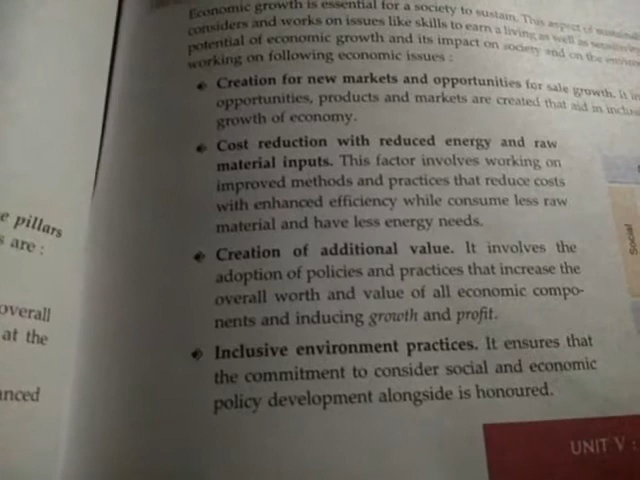 Economic growth is essential for a society to sustain. This aspect of
considers and works on issues like skills to earn a living as well as
potential of economic growth and its impact on society and on the
working on following economic issues :
Creation for new markets and opportunities for sale growth. It
opportunities, products and markets are created that aid in
growth of economy.
Cost reduction with reduced energy and raw
material inputs. This factor involves working on
improved methods and practices that reduce costs
with enhanced efficiency while consume less raw
material and have less energy needs.
Creation of additional value. It involves the
adoption of policies and practices that increase the
overall worth and value of all economic compo-
nents and inducing growth and profit.
Inclusive environment practices. It ensures that
the commitment to consider social and economic
policy development alongside is honoured.
pillars
are :
overall
at the
Social
UNIT V :